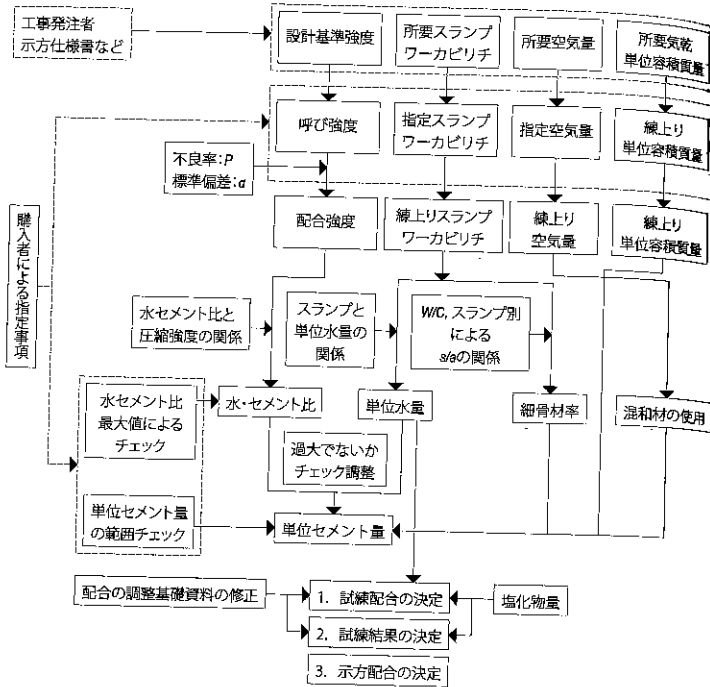 工事発注者
示方仕様書など
設計基準強度
所要スランプ
ワーカビリチ
所要空気量
所要気乾
単位容積質量
呼び強度
指定スランプ
ワーカビリチ
指定空気量
練上り
単位容積質量
不良率:P
標準偏差:σ
配合強度
練上りスランプ
ワーカビリチ
練上り
空気量
練上り
単位容積質量
購入者による指定事項
水セメント比と
圧縮強度の関係
スランプと
単位水量の
関係
W/C, スランプ別
による
s/aの関係
水セメント比
最大値による
チェック
水・セメント比
単位水量
細骨材率
混和材の使用
過大でないか
チェック調整
単位セメント量
の範囲チェック
単位セメント量
配合の調整基礎資料の修正
1. 試練配合の決定
塩化物量
2. 試練結果の決定
3. 示方配合の決定